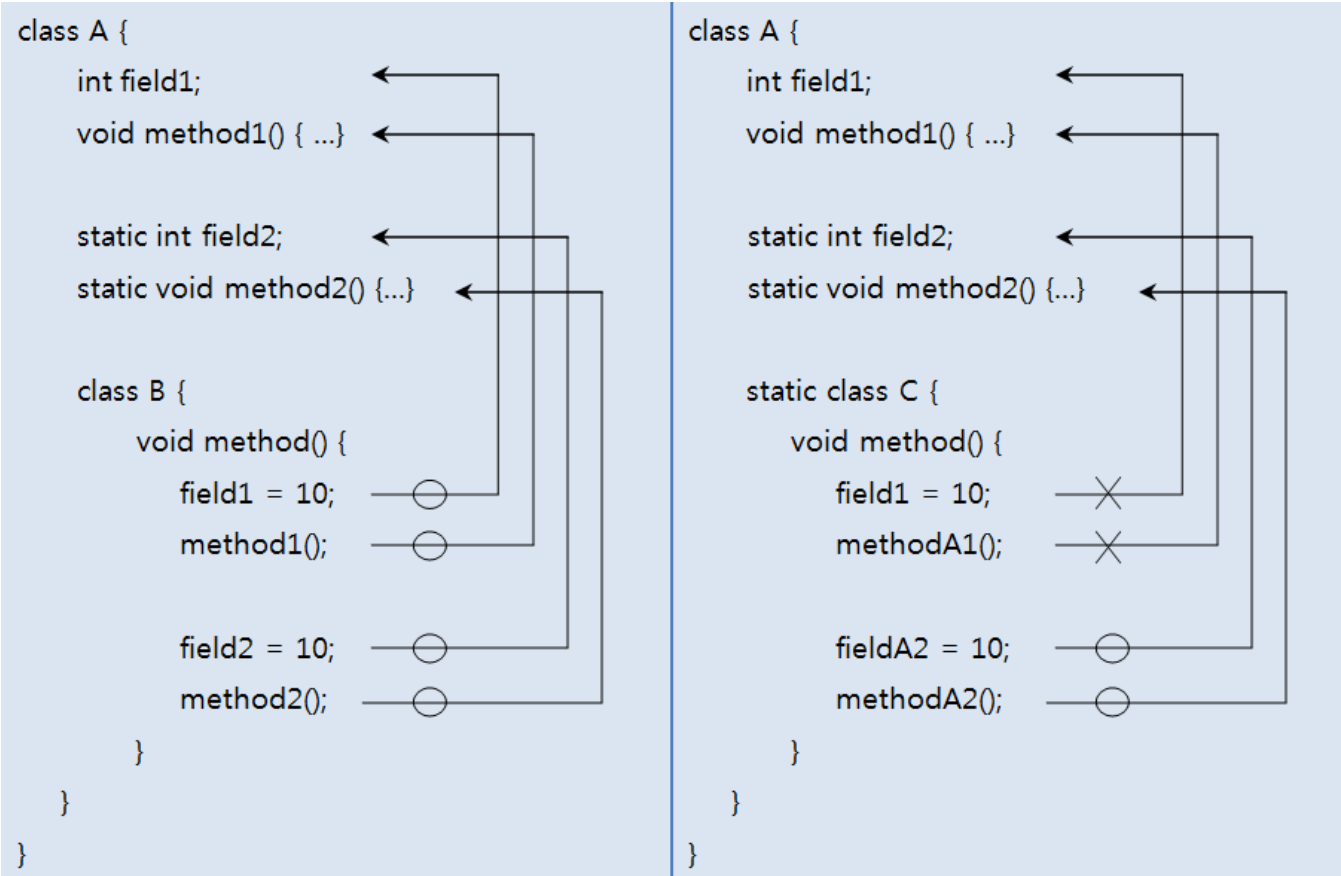 class A {
int field1;
void method1() { ...}
static int field2;
static void method2() {...}
class B {
void method() {
field1 = 10;
method1();
field2 = 10;
method2();
}
}
}
class A {
int field1;
void method1() { ...}
static int field2;
static void method2() {...}
static class C {
void method() {
field1 = 10;
methodA1();
fieldA2 = 10;
methodA2();
}
}
}